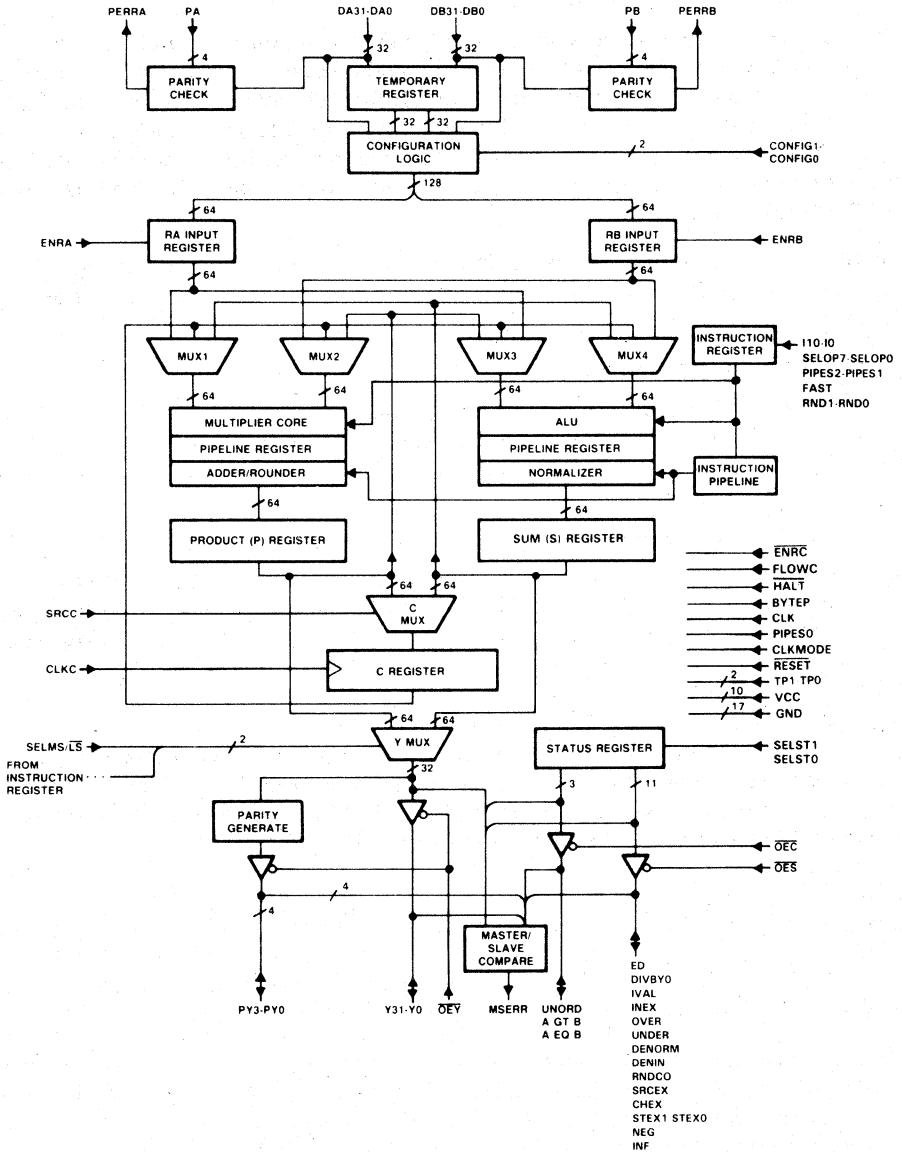 PERRA PA DA31-DA0 DB31-DB0 PB PERRB
4 32 32 4
PARITY
CHECK
TEMPORARY
REGISTER
PARITY
CHECK
32 32
CONFIGURATION
LOGIC
2
CONFIG1-
CONFIG0
128
64 64
ENRA
RA INPUT
REGISTER
RB INPUT
REGISTER
ENRB
64 64
MUX1 MUX2 MUX3 MUX4
INSTRUCTION
REGISTER
I10-I0
SELOP7-SELOP0
PIPES2-PIPES1
FAST
RND1-RND0
64 64 64 64
MULTIPLIER CORE
PIPELINE REGISTER
ADDER/ROUNDER
ALU
PIPELINE REGISTER
NORMALIZER
INSTRUCTION
PIPELINE
64 64
PRODUCT (P) REGISTER
SUM (S) REGISTER
64 64
SRCC
C
MUX
CLKC
C REGISTER
ENRC
FLOWC
HALT
BYTEP
CLK
PIPES0
CLKMODE
RESET
2 TP1 TP0
10 VCC
17 GND
64 64
SELMS/LS
2
Y MUX
FROM
INSTRUCTION
REGISTER
32
STATUS REGISTER
SELST1
SELST0
3 11
PARITY
GENERATE
OEC
OES
4
4
MASTER/
SLAVE
COMPARE
PY3-PY0 Y31-Y0 OEY MSERR
UNORD
A GT B
A EQ B
ED
DIVBY0
IVAL
INEX
OVER
UNDER
DENORM
DENIN
RNDCO
SRCEX
CHEX
STEX1 STEX0
NEG
INF